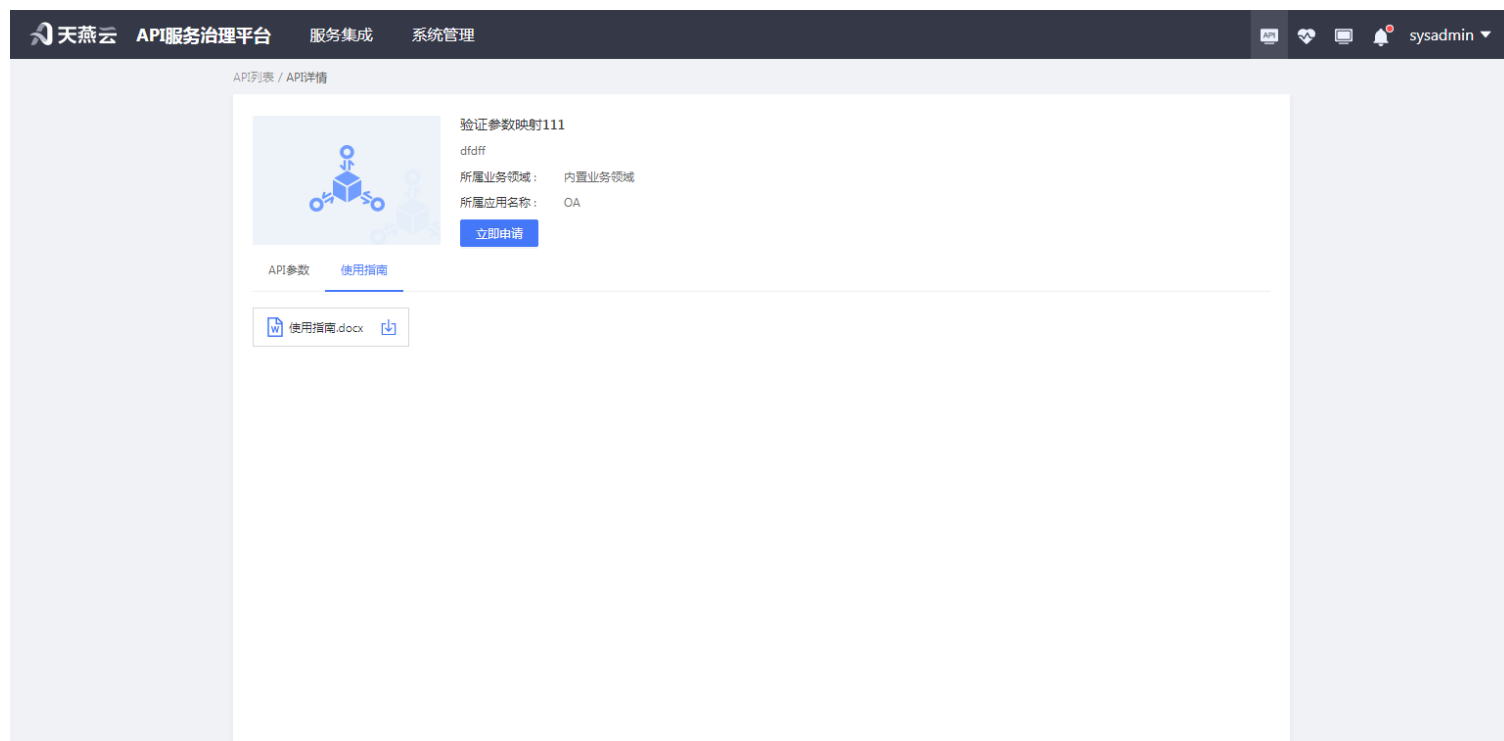 天燕云 API服务治理平台 服务集成 系统管理 API sysadmin
API列表 / API详情
验证参数映射111
dfdff
所属业务领域： 内置业务领域
所属应用名称： OA
立即申请
API参数 使用指南
W 使用指南.docx